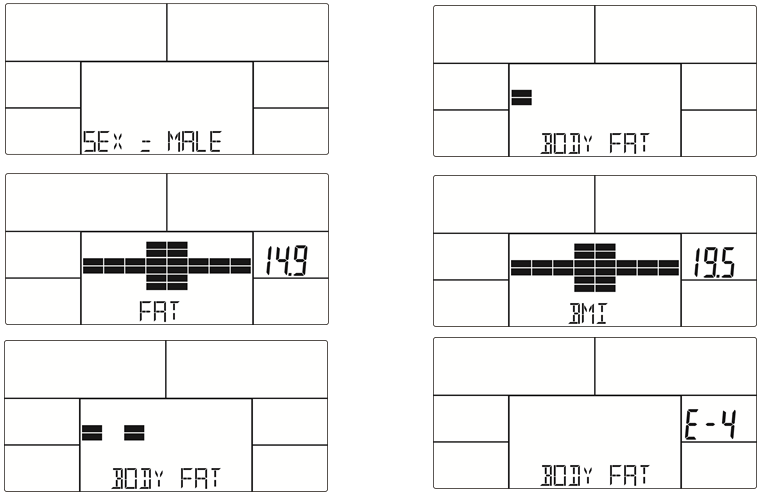 SEX = MALE
BODY FAT
14.9
FAT
19.5
BMI
BODY FAT
E-4
BODY FAT